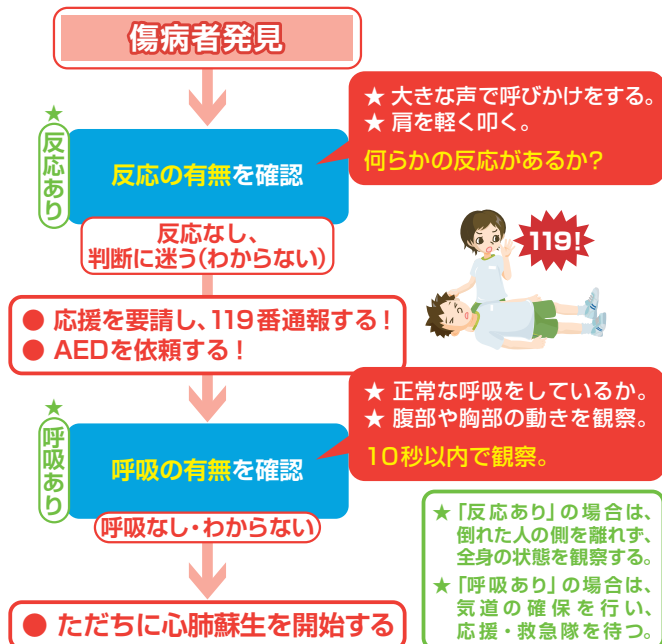 傷病者発見
★ 大きな声で呼びかけをする。
★ 肩を軽く叩く。
何らかの反応があるか?
★
反応あり
反応の有無を確認
反応なし、
判断に迷う(わからない)
119!
● 応援を要請し、119番通報する!
● AEDを依頼する!
★ 正常な呼吸をしているか。
★ 腹部や胸部の動きを観察。
10秒以内で観察。
★
呼吸あり
呼吸の有無を確認
呼吸なし・わからない
★「反応あり」の場合は、
倒れた人の側を離れず、
全身の状態を観察する。
★「呼吸あり」の場合は、
気道の確保を行い、
応援・救急隊を待つ。
● ただちに心肺蘇生を開始する